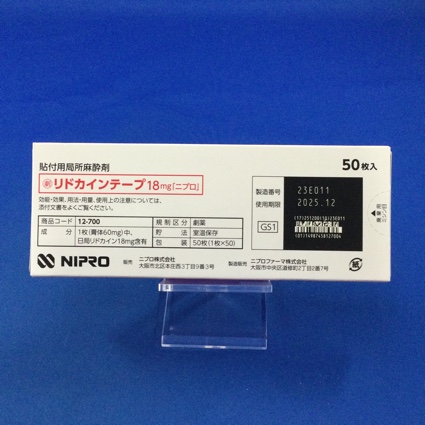 貼付用局所麻酔剤
50枚入
劇 リドカインテープ18mg「ニプロ」
効能・効果、用法・用量、使用上の注意については、
添付文書をよくご覧ください。
製造番号 23E011
使用期限 2025.12
商品コード 12-700 規制区分 劇薬
成分 1枚(膏体60mg)中、 貯法 室温保存
日局リドカイン18mg含有 包装 50枚(1枚×50)
GS1
(17)251200(10)23E011
(01)14987458127004
NIPRO
販売 ニプロ株式会社
大阪市北区本庄西3丁目9番3号
製造販売 ニプロファーマ株式会社
大阪市中央区道修町2丁目2番7号
紙